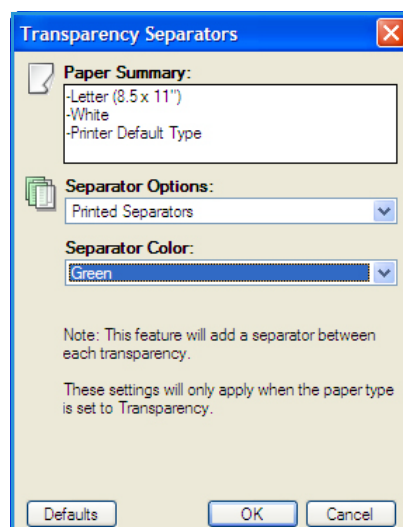 Transparency Separators
Paper Summary:
-Letter (8.5 x 11")
-White
-Printer Default Type
Separator Options:
Printed Separators
Separator Color:
Green
Note: This feature will add a separator between
each transparency.
These settings will only apply when the paper type
is set to Transparency.
Defaults OK Cancel